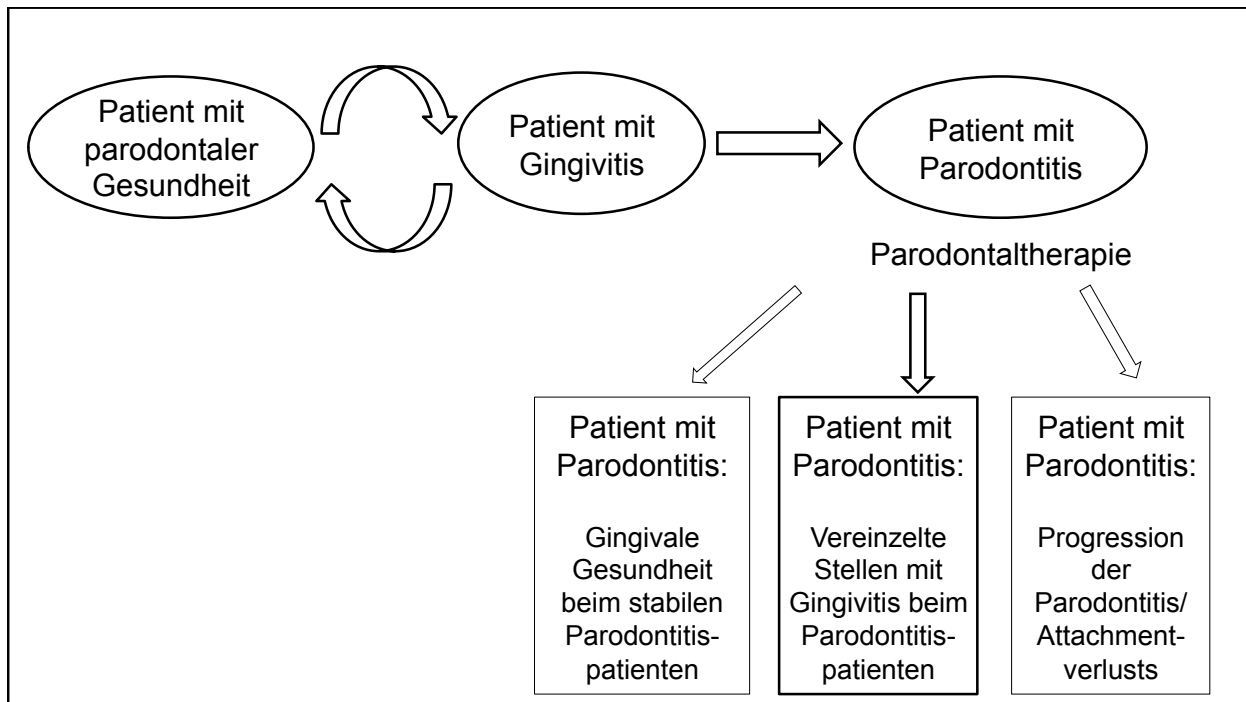 Patient mit
parodontaler
Gesundheit
Patient mit
Gingivitis
Patient mit
Parodontitis
Parodontaltherapie
Patient mit
Parodontitis:
Gingivale
Gesundheit
beim stabilen
Parodontitis-
patienten
Patient mit
Parodontitis:
Vereinzelte
Stellen mit
Gingivitis beim
Parodontitis-
patienten
Patient mit
Parodontitis:
Progression
der
Parodontitis/
Attachment-
verlusts